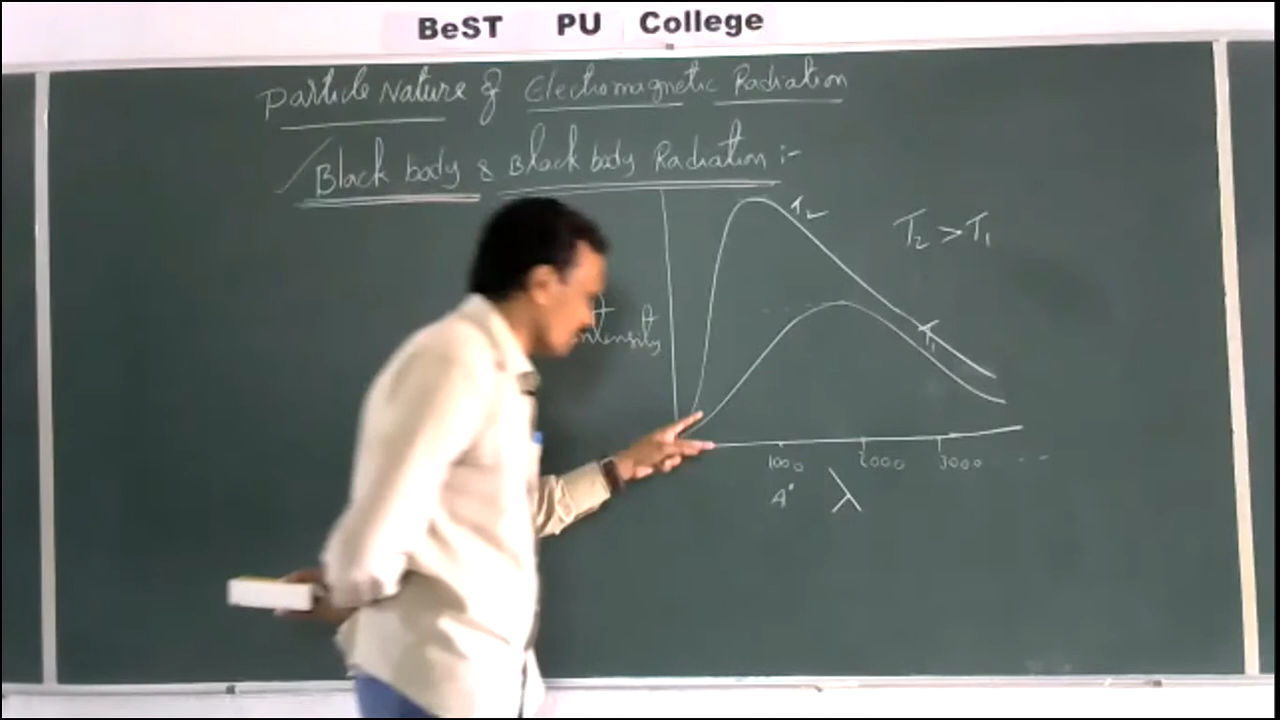 BeST PU College
Particle Nature of Electromagnetic Radiation
Black body & Black body Radiation :-
T₂
T₂ > T₁
intensity
T₁
1000 2000 3000 ...
A° λ